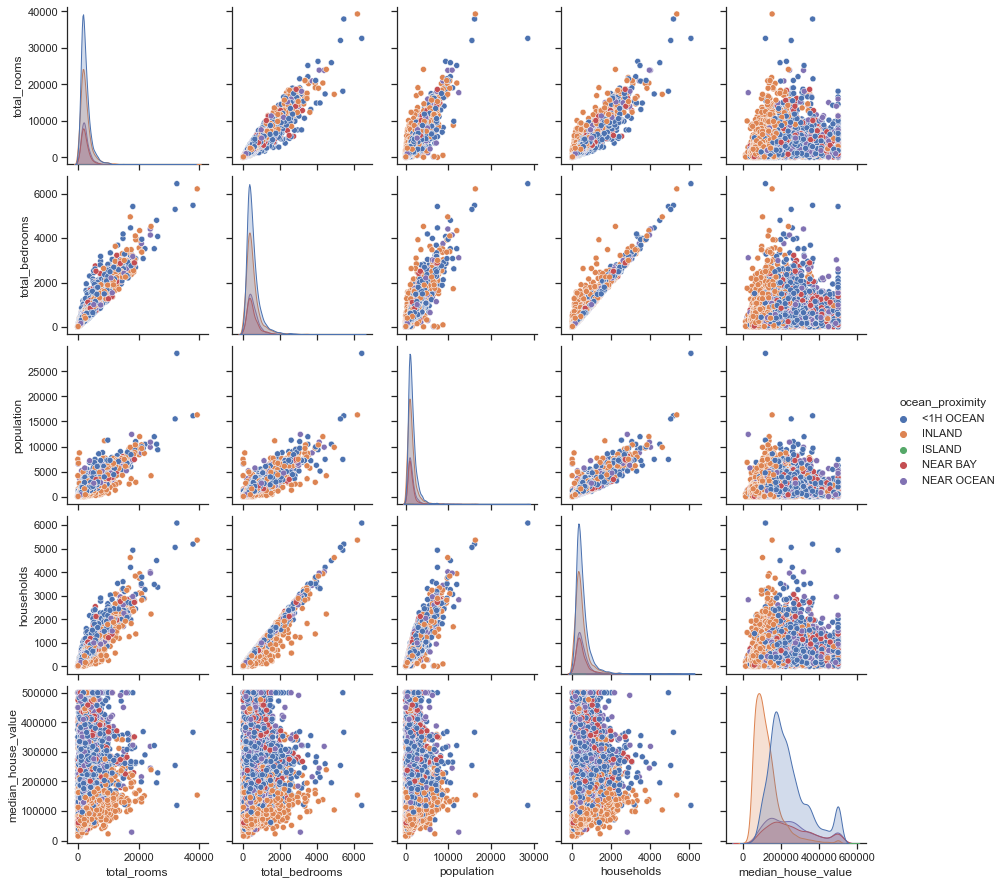 40000
30000
20000
10000
0
total_rooms
6000
4000
2000
0
total_bedrooms
25000
20000
15000
10000
5000
0
population
6000
5000
4000
3000
2000
1000
0
households
500000
400000
300000
200000
100000
0
median_house_value
0 20000 40000
total_rooms
0 2000 4000 6000
total_bedrooms
0 10000 20000 30000
population
0 2000 4000 6000
households
0 200000 400000 600000
median_house_value
ocean_proximity
<1H OCEAN
INLAND
ISLAND
NEAR BAY
NEAR OCEAN